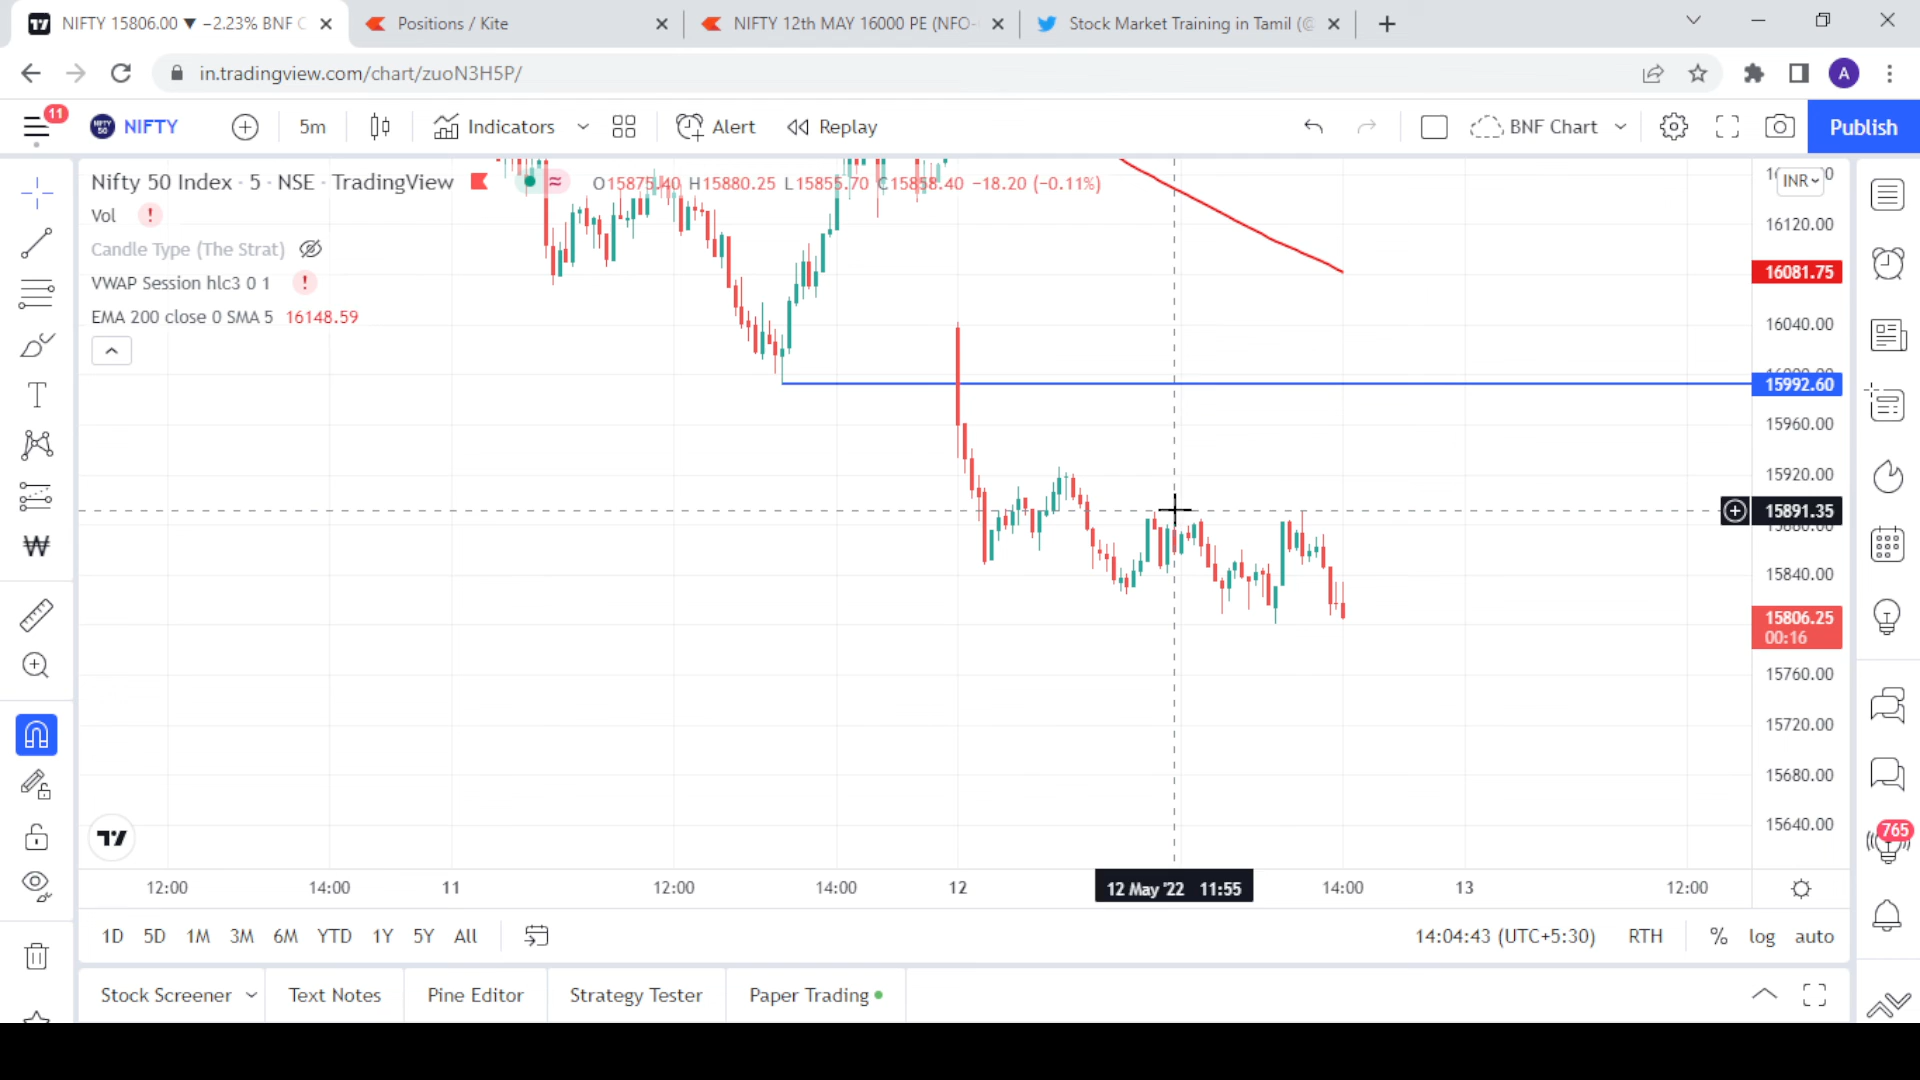 NIFTY 15806.00 ▼ −2.23% BNF C
Positions / Kite
NIFTY 12th MAY 16000 PE (NFO-
Stock Market Training in Tamil (@
in.tradingview.com/chart/zuoN3H5P/
A
11
NIFTY
5m
Indicators
Alert
Replay
BNF Chart
Publish
Nifty 50 Index · 5 · NSE · TradingView
O15875.40 H15880.25 L15855.70 C15858.40 −18.20 (−0.11%)
INR
Vol
Candle Type (The Strat)
VWAP Session hlc3 0 1
EMA 200 close 0 SMA 5 16148.59
16120.00
16081.75
16040.00
15992.60
15960.00
15920.00
15891.35
15840.00
15806.25
00:16
15760.00
15720.00
15680.00
15640.00
765
12:00 14:00 11 12:00 14:00 12 12 May '22 11:55 14:00 13 12:00
1D 5D 1M 3M 6M YTD 1Y 5Y All
14:04:43 (UTC+5:30) RTH % log auto
Stock Screener Text Notes Pine Editor Strategy Tester Paper Trading